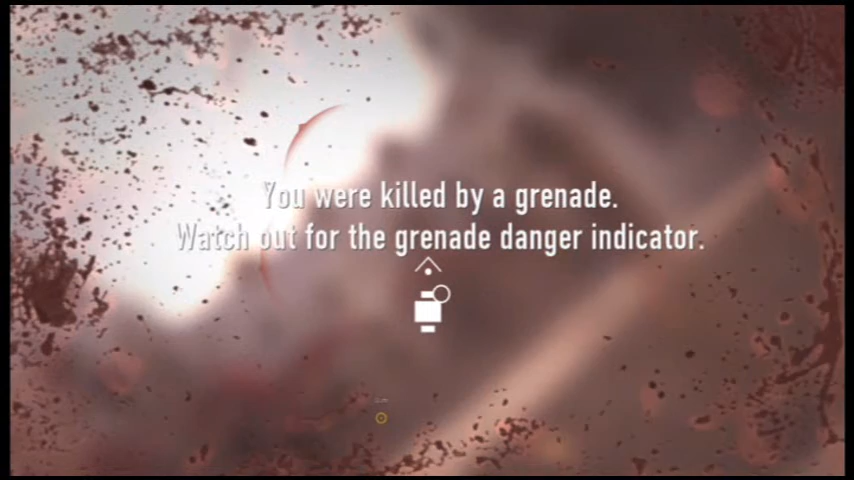 You were killed by a grenade.
Watch out for the grenade danger indicator.